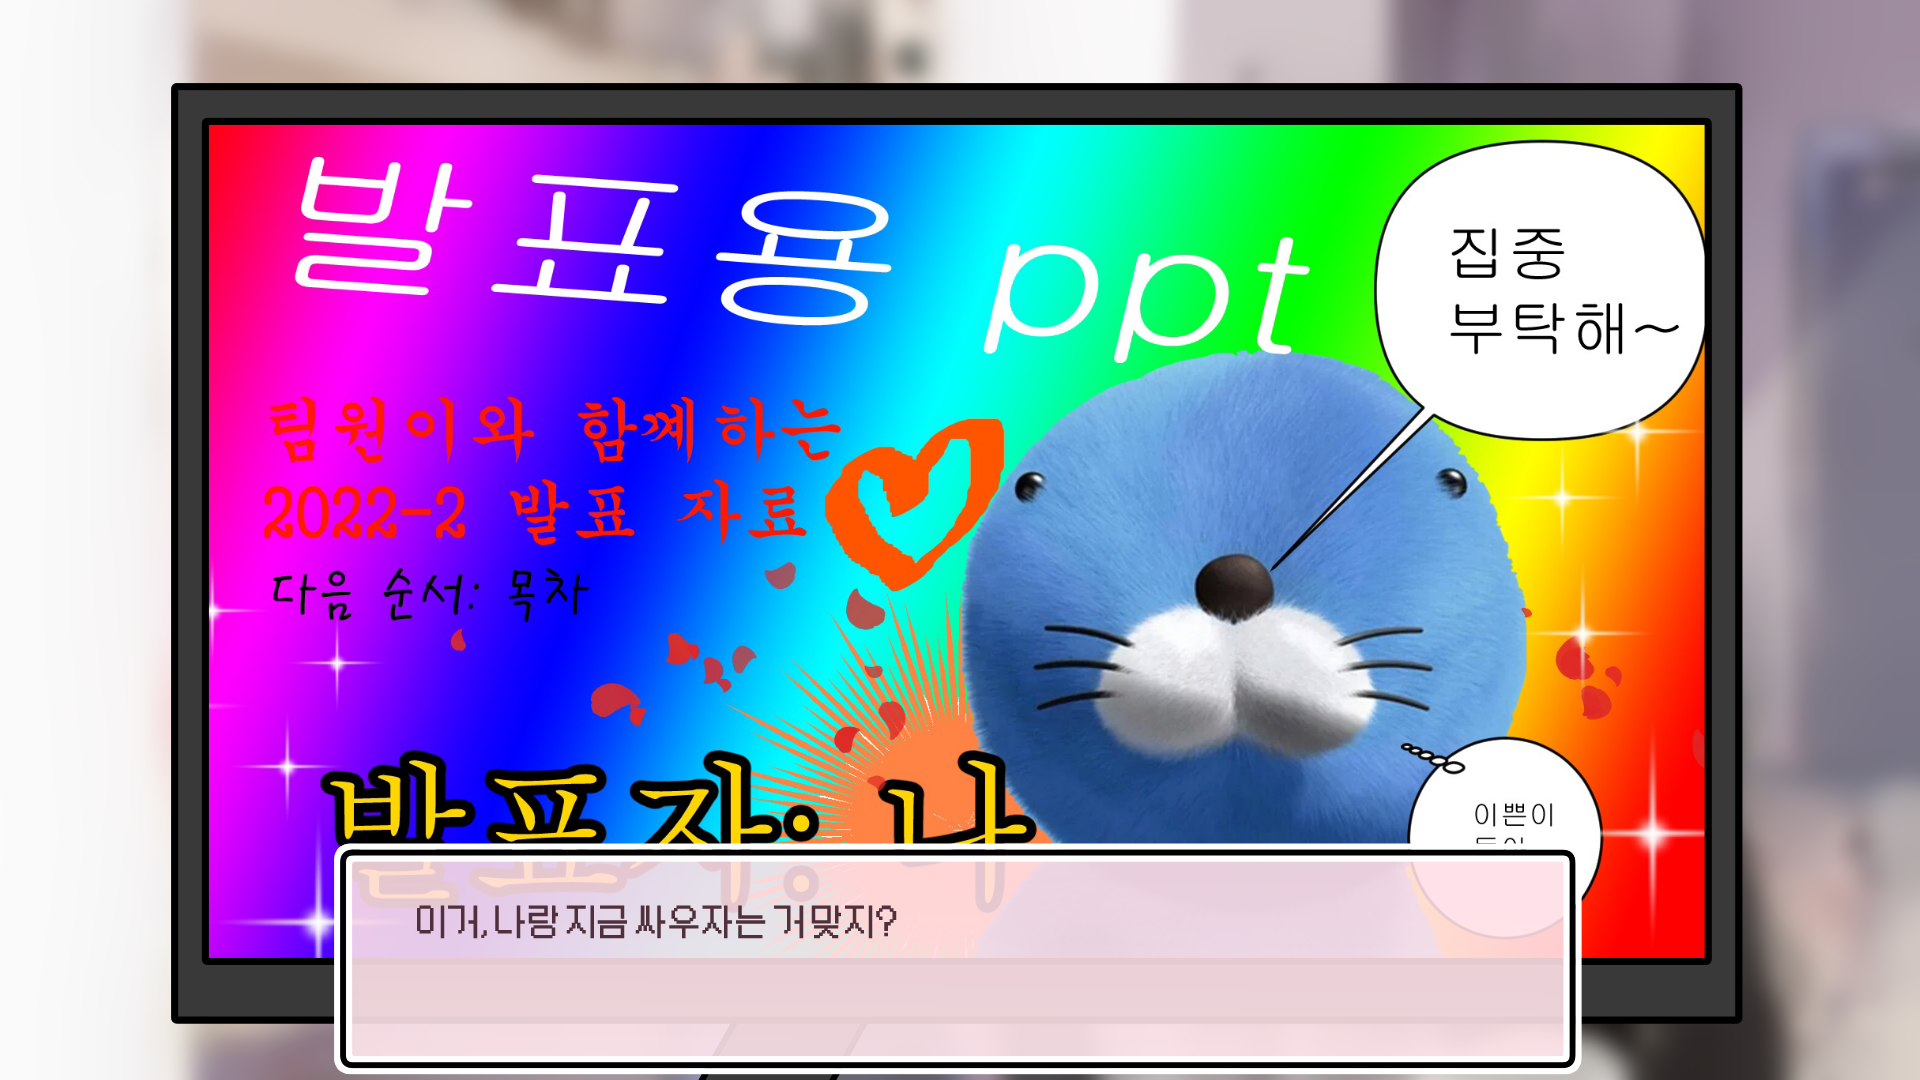 발표용 ppt
집중
부탁해~
팀원이와 함께하는
2022-2 발표 자료
다음 순서: 목차
발표자: 나
이쁜이
이거, 나랑 지금 싸우자는 거 맞지?